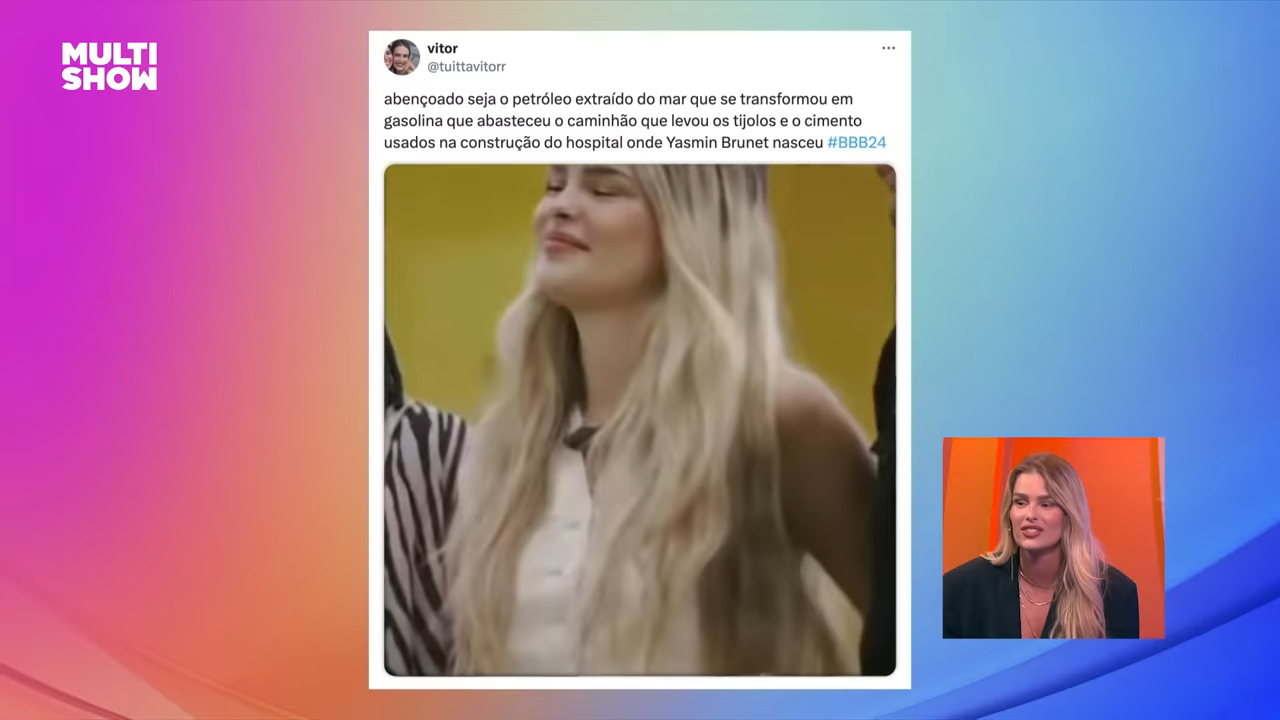 MULTI
SHOW
vitor
@tuittavitorr
abençoado seja o petróleo extraído do mar que se transformou em
gasolina que abasteceu o caminhão que levou os tijolos e o cimento
usados na construção do hospital onde Yasmin Brunet nasceu #BBB24